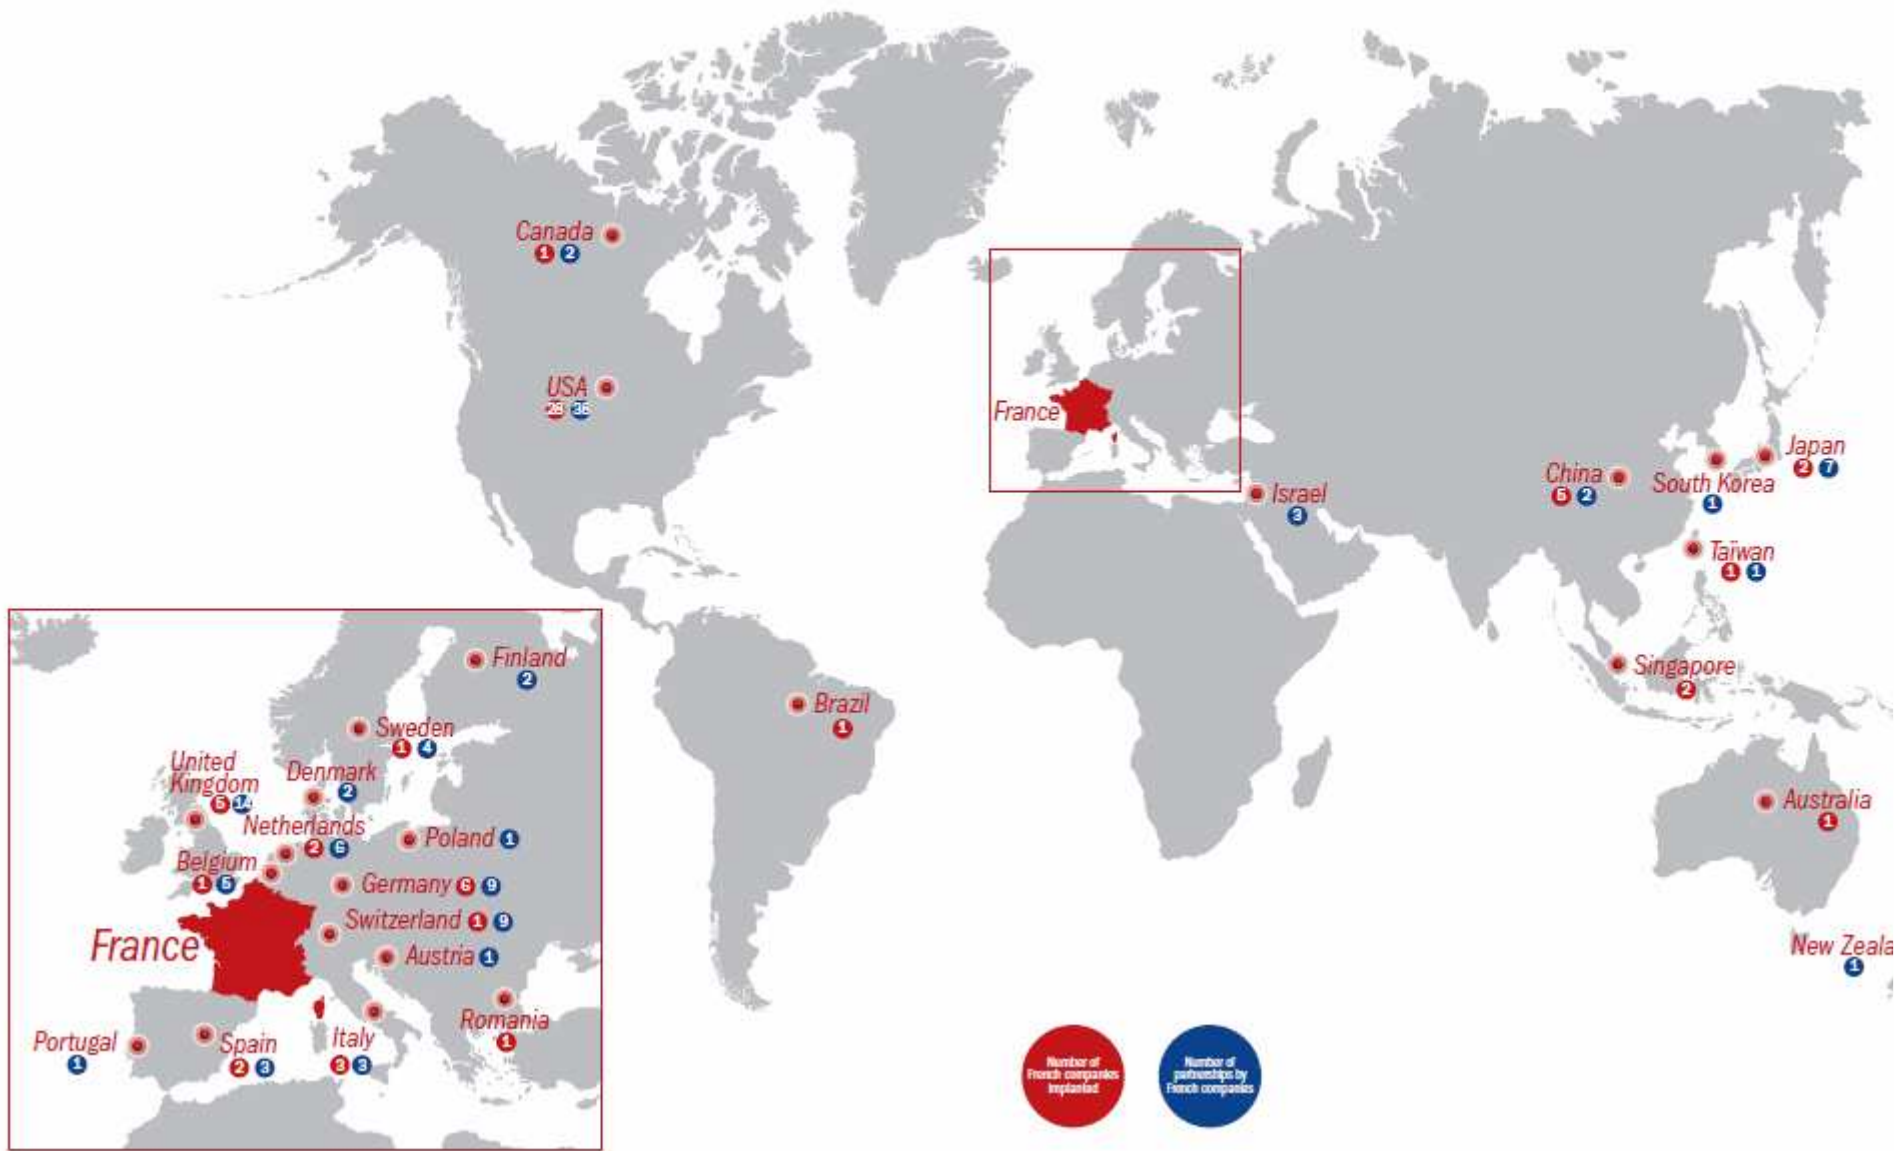 Canada
1 2
USA
28 36
France
Israel
3
China
5 2
South Korea
1
Japan
2 7
Taïwan
1 1
Singapore
2
Brazil
1
Australia
1
New Zeala
1
Finland
2
Sweden
1 4
United
Kingdom
5 14
Denmark
2
Netherlands
2 6
Poland 1
Belgium
1 5
Germany 6 9
Switzerland 1 9
France
Austria 1
Romania
1
Portugal
1
Spain
2 3
Italy
3 3
Number of
French companies
implanted
Number of
partnerships by
French companies